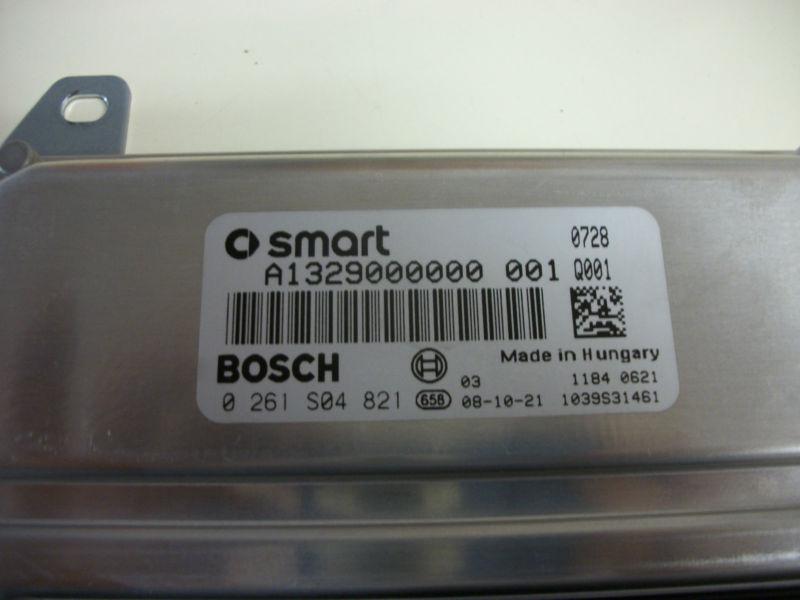 smart 0728
A1329000000 001 Q001
BOSCH Made in Hungary
03 1184 0621
0 261 S04 821 658 08-10-21 1039S31461